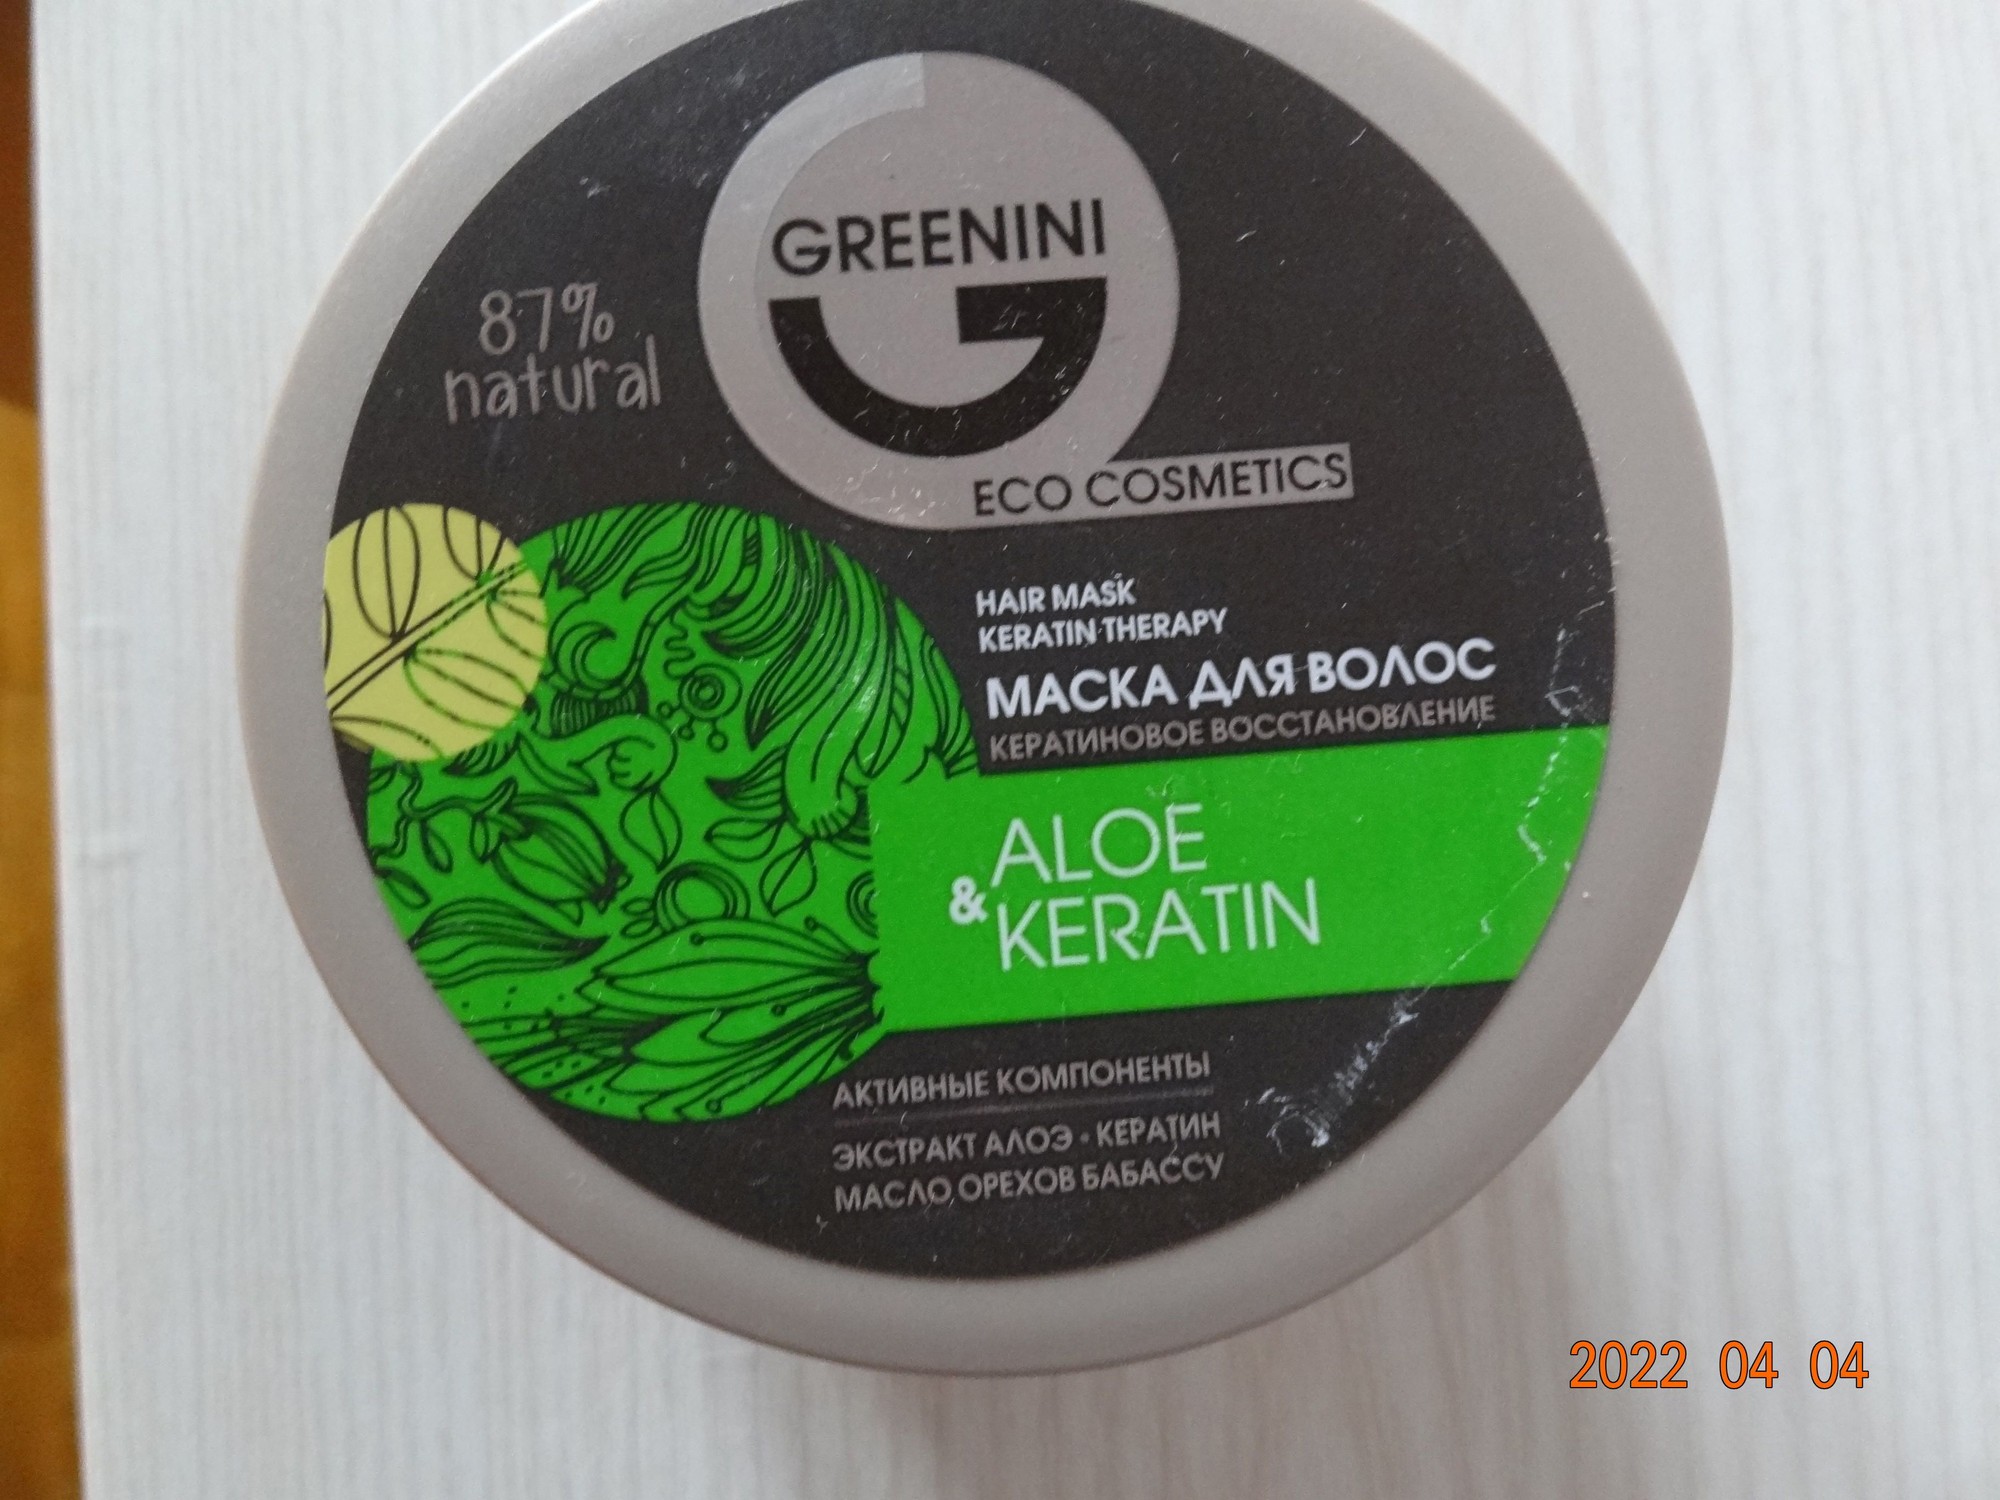 GREENINI
G
87%
natural
ECO COSMETICS
HAIR MASK
KERATIN THERAPY
МАСКА ДЛЯ ВОЛОС
КЕРАТИНОВОЕ ВОССТАНОВЛЕНИЕ
ALOE
& KERATIN
АКТИВНЫЕ КОМПОНЕНТЫ
ЭКСТРАКТ АЛОЭ • КЕРАТИН
МАСЛО ОРЕХОВ БАБАССУ
2022 04 04